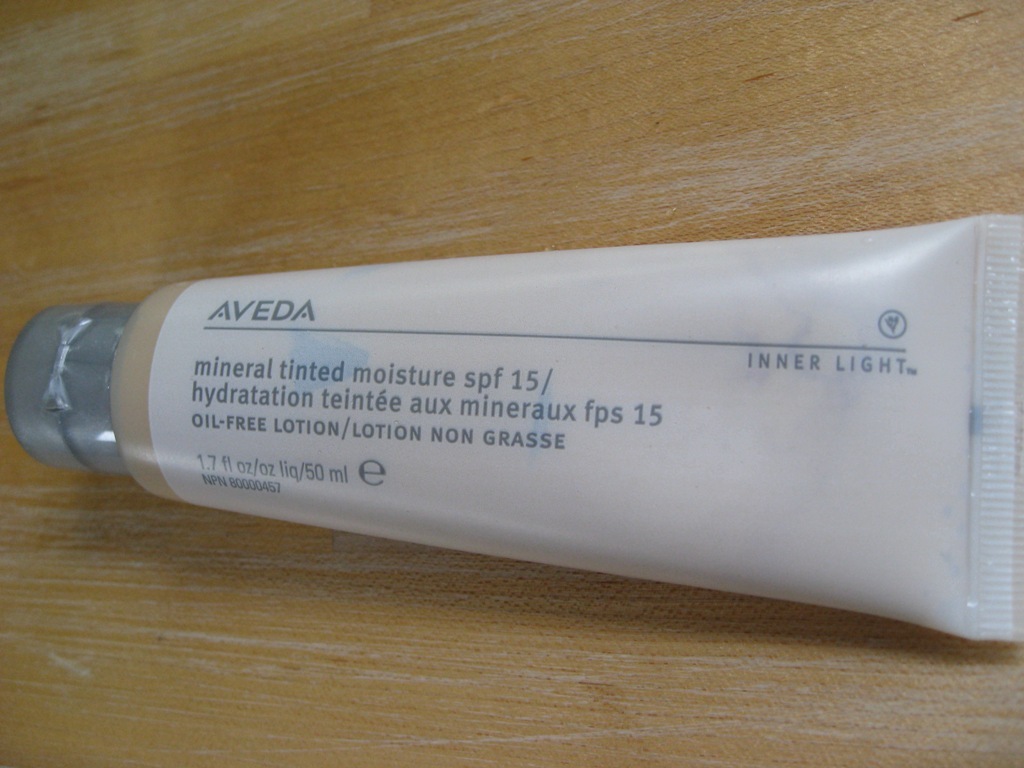 AVEDA
INNER LIGHT™
mineral tinted moisture spf 15/
hydratation teintée aux mineraux fps 15
OIL-FREE LOTION/LOTION NON GRASSE
1.7 fl oz/oz liq/50 ml ℮
NPN 80000457